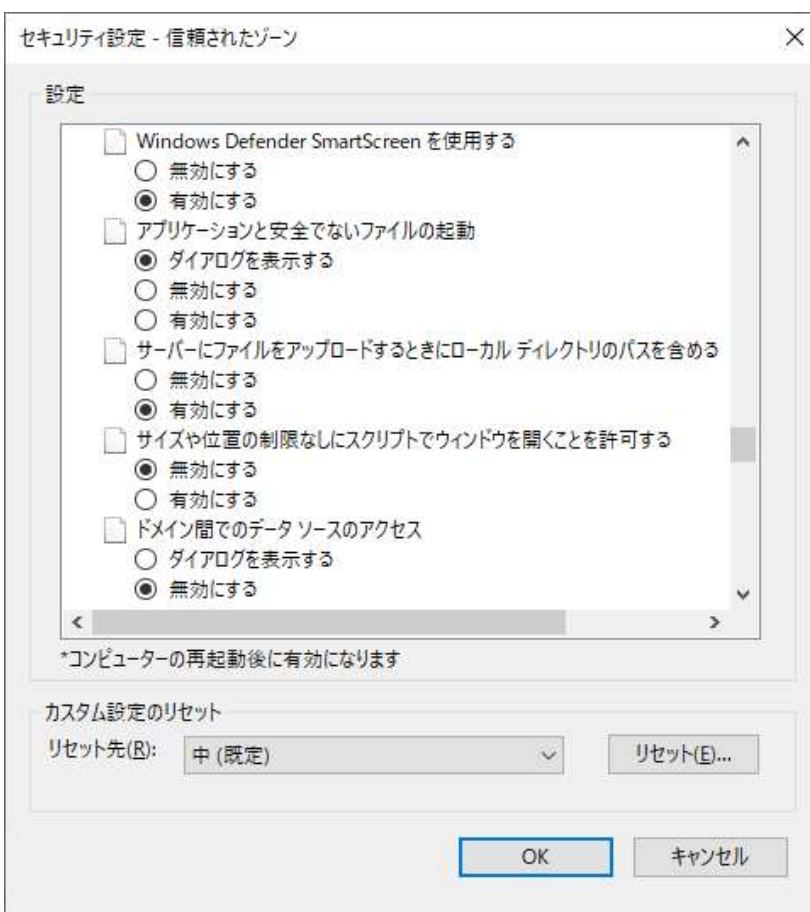 セキュリティ設定 - 信頼されたゾーン
設定
Windows Defender SmartScreen を使用する
無効にする
有効にする
アプリケーションと安全でないファイルの起動
ダイアログを表示する
無効にする
有効にする
サーバーにファイルをアップロードするときにローカル ディレクトリのパスを含める
無効にする
有効にする
サイズや位置の制限なしにスクリプトでウィンドウを開くことを許可する
無効にする
有効にする
ドメイン間でのデータ ソースのアクセス
ダイアログを表示する
無効にする
*コンピューターの再起動後に有効になります
カスタム設定のリセット
リセット先(R): 中 (既定) リセット(E)...
OK キャンセル